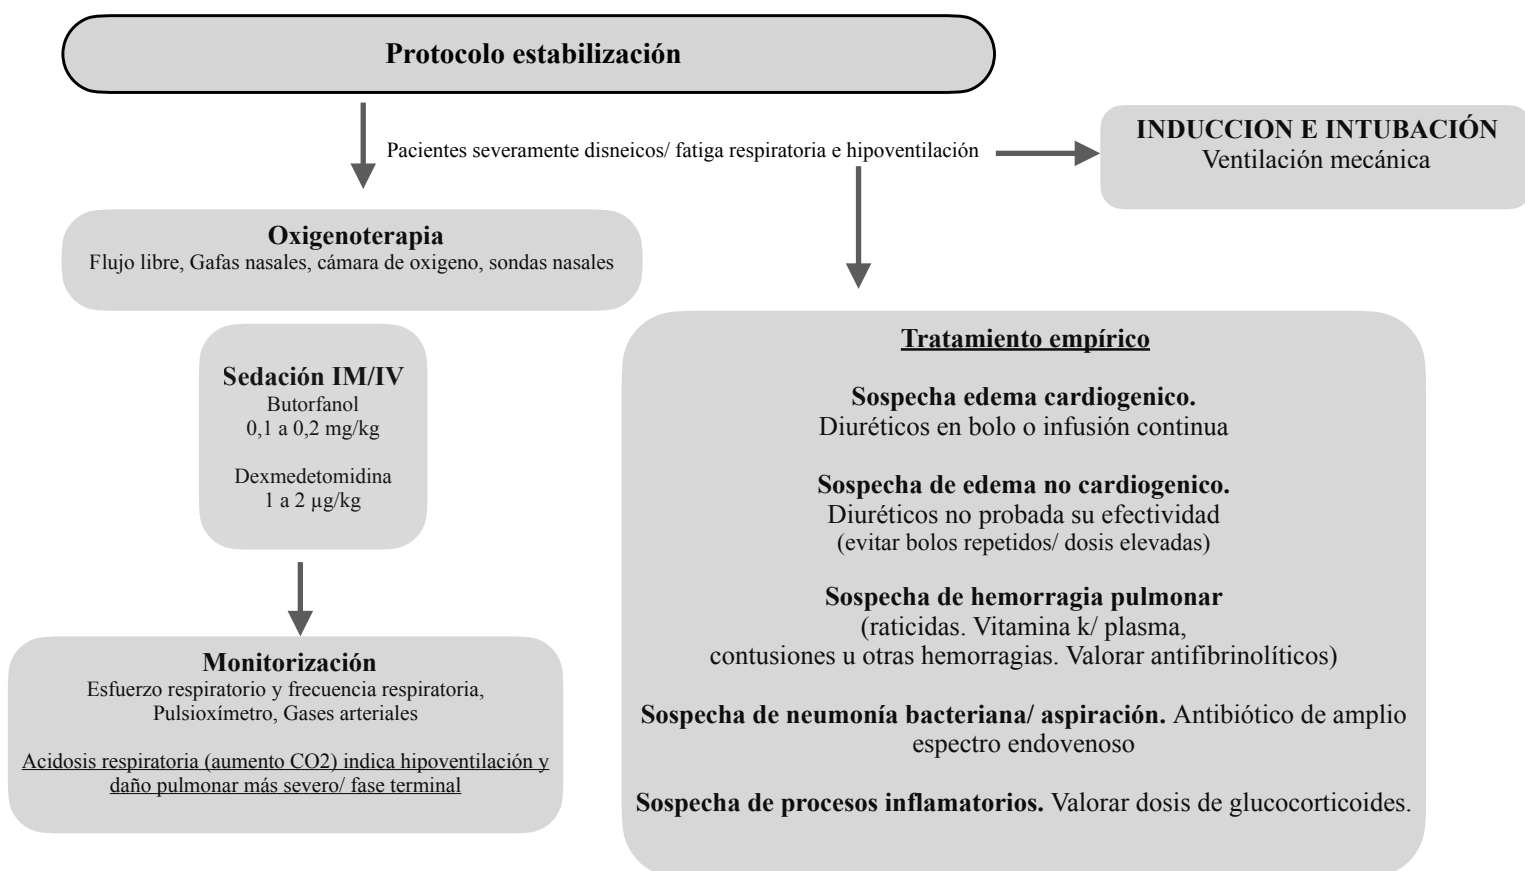 Protocolo estabilización
Pacientes severamente disneicos/ fatiga respiratoria e hipoventilación
INDUCCION E INTUBACIÓN
Ventilación mecánica
Oxigenoterapia
Flujo libre, Gafas nasales, cámara de oxigeno, sondas nasales
Sedación IM/IV
Butorfanol
0,1 a 0,2 mg/kg
Dexmedetomidina
1 a 2 µg/kg
Monitorización
Esfuerzo respiratorio y frecuencia respiratoria,
Pulsioxímetro, Gases arteriales
Acidosis respiratoria (aumento CO2) indica hipoventilación y
daño pulmonar más severo/ fase terminal
Tratamiento empírico
Sospecha edema cardiogenico.
Diuréticos en bolo o infusión continua
Sospecha de edema no cardiogenico.
Diuréticos no probada su efectividad
(evitar bolos repetidos/ dosis elevadas)
Sospecha de hemorragia pulmonar
(raticidas. Vitamina k/ plasma,
contusiones u otras hemorragias. Valorar antifibrinolíticos)
Sospecha de neumonía bacteriana/ aspiración. Antibiótico de amplio
espectro endovenoso
Sospecha de procesos inflamatorios. Valorar dosis de glucocorticoides.